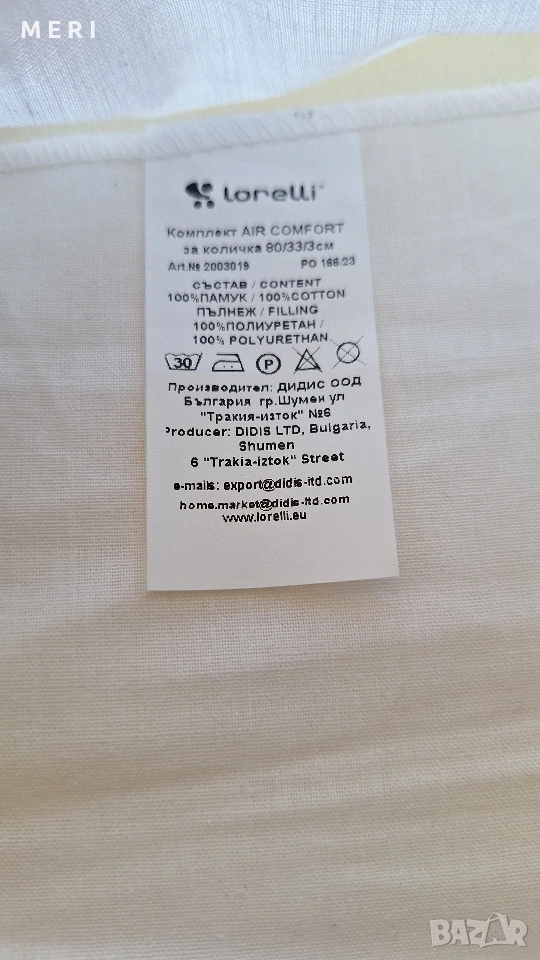 MERI
lorelli
Комплект AIR COMFORT
за количка 80/33/3см
Art.№ 2003019 PO 166/23
СЪСТАВ / CONTENT
100%ПАМУК / 100%COTTON
ПЪЛНЕЖ / FILLING
100%ПОЛИУРЕТАН /
100% POLYURETHAN
30 P
Производител: ДИДИС ООД
България гр.Шумен ул
"Тракия-изток" №6
Producer: DIDIS LTD, Bulgaria,
Shumen
6 "Trakia-iztok" Street
e-mails: export@didis-ltd.com
home.market@didis-ltd.com
www.lorelli.eu
BAZAR